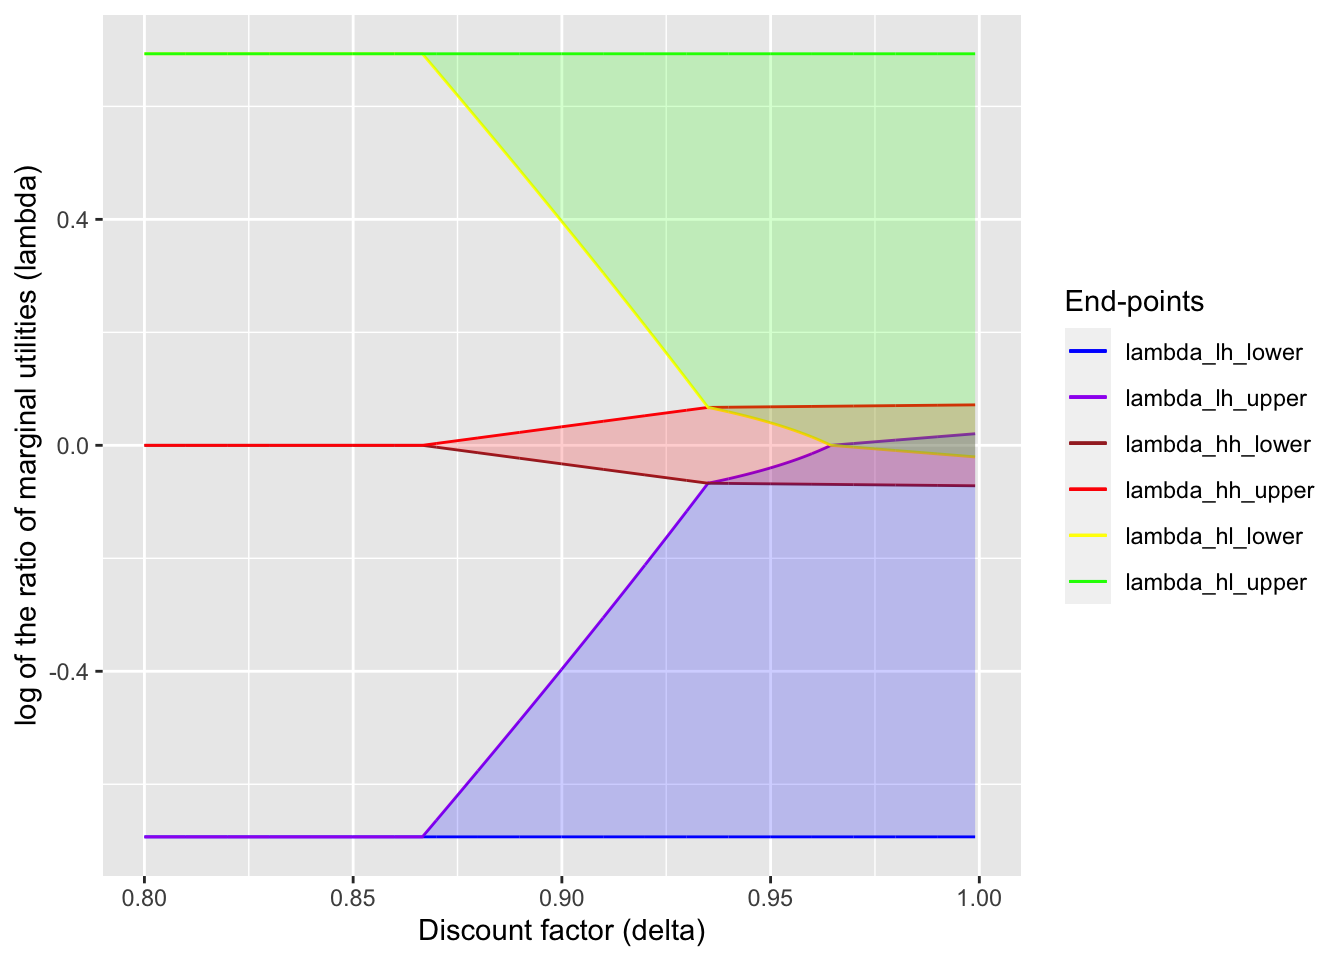 log of the ratio of marginal utilities (lambda)
0.4
0.0
-0.4
0.80 0.85 0.90 0.95 1.00
Discount factor (delta)
End-points
lambda_lh_lower
lambda_lh_upper
lambda_hh_lower
lambda_hh_upper
lambda_hl_lower
lambda_hl_upper